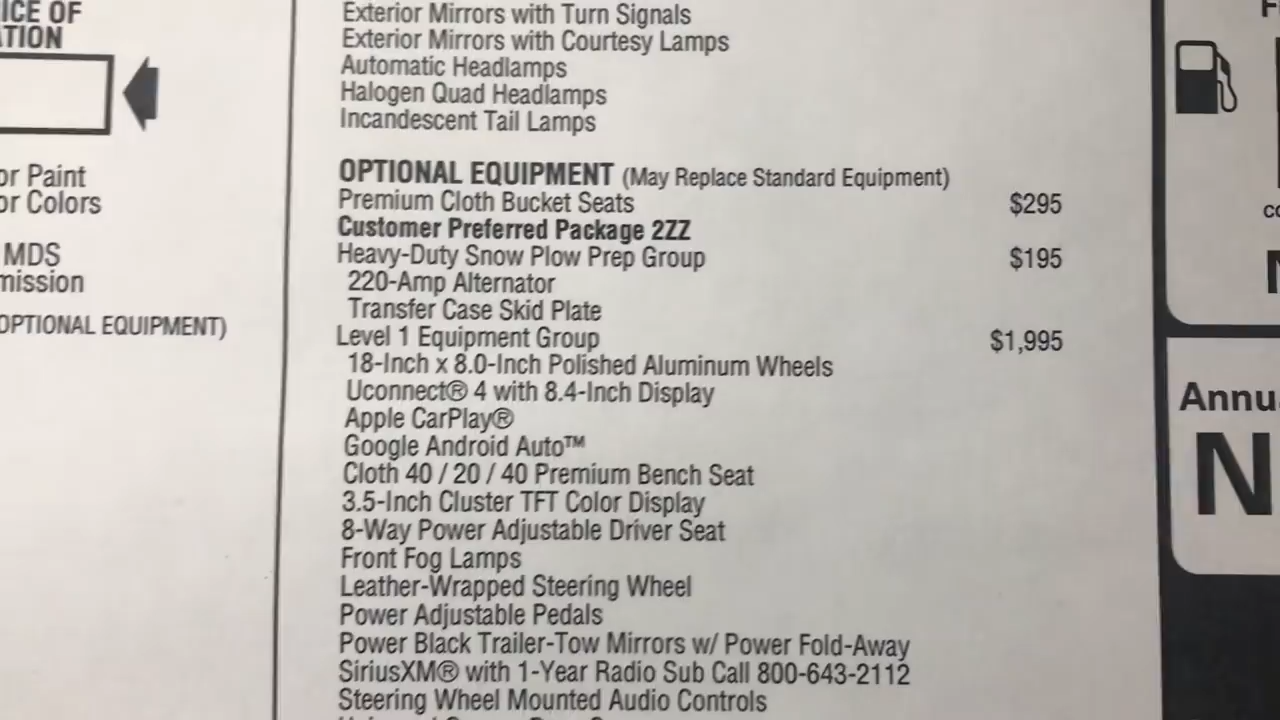 ICE OF
TION
or Paint
or Colors
MDS
mission
OPTIONAL EQUIPMENT)
Exterior Mirrors with Turn Signals
Exterior Mirrors with Courtesy Lamps
Automatic Headlamps
Halogen Quad Headlamps
Incandescent Tail Lamps
OPTIONAL EQUIPMENT (May Replace Standard Equipment)
Premium Cloth Bucket Seats $295
Customer Preferred Package 2ZZ
Heavy-Duty Snow Plow Prep Group $195
220-Amp Alternator
Transfer Case Skid Plate
Level 1 Equipment Group $1,995
18-Inch x 8.0-Inch Polished Aluminum Wheels
Uconnect® 4 with 8.4-Inch Display
Apple CarPlay®
Google Android Auto™
Cloth 40 / 20 / 40 Premium Bench Seat
3.5-Inch Cluster TFT Color Display
8-Way Power Adjustable Driver Seat
Front Fog Lamps
Leather-Wrapped Steering Wheel
Power Adjustable Pedals
Power Black Trailer-Tow Mirrors w/ Power Fold-Away
SiriusXM® with 1-Year Radio Sub Call 800-643-2112
Steering Wheel Mounted Audio Controls
Annu
N